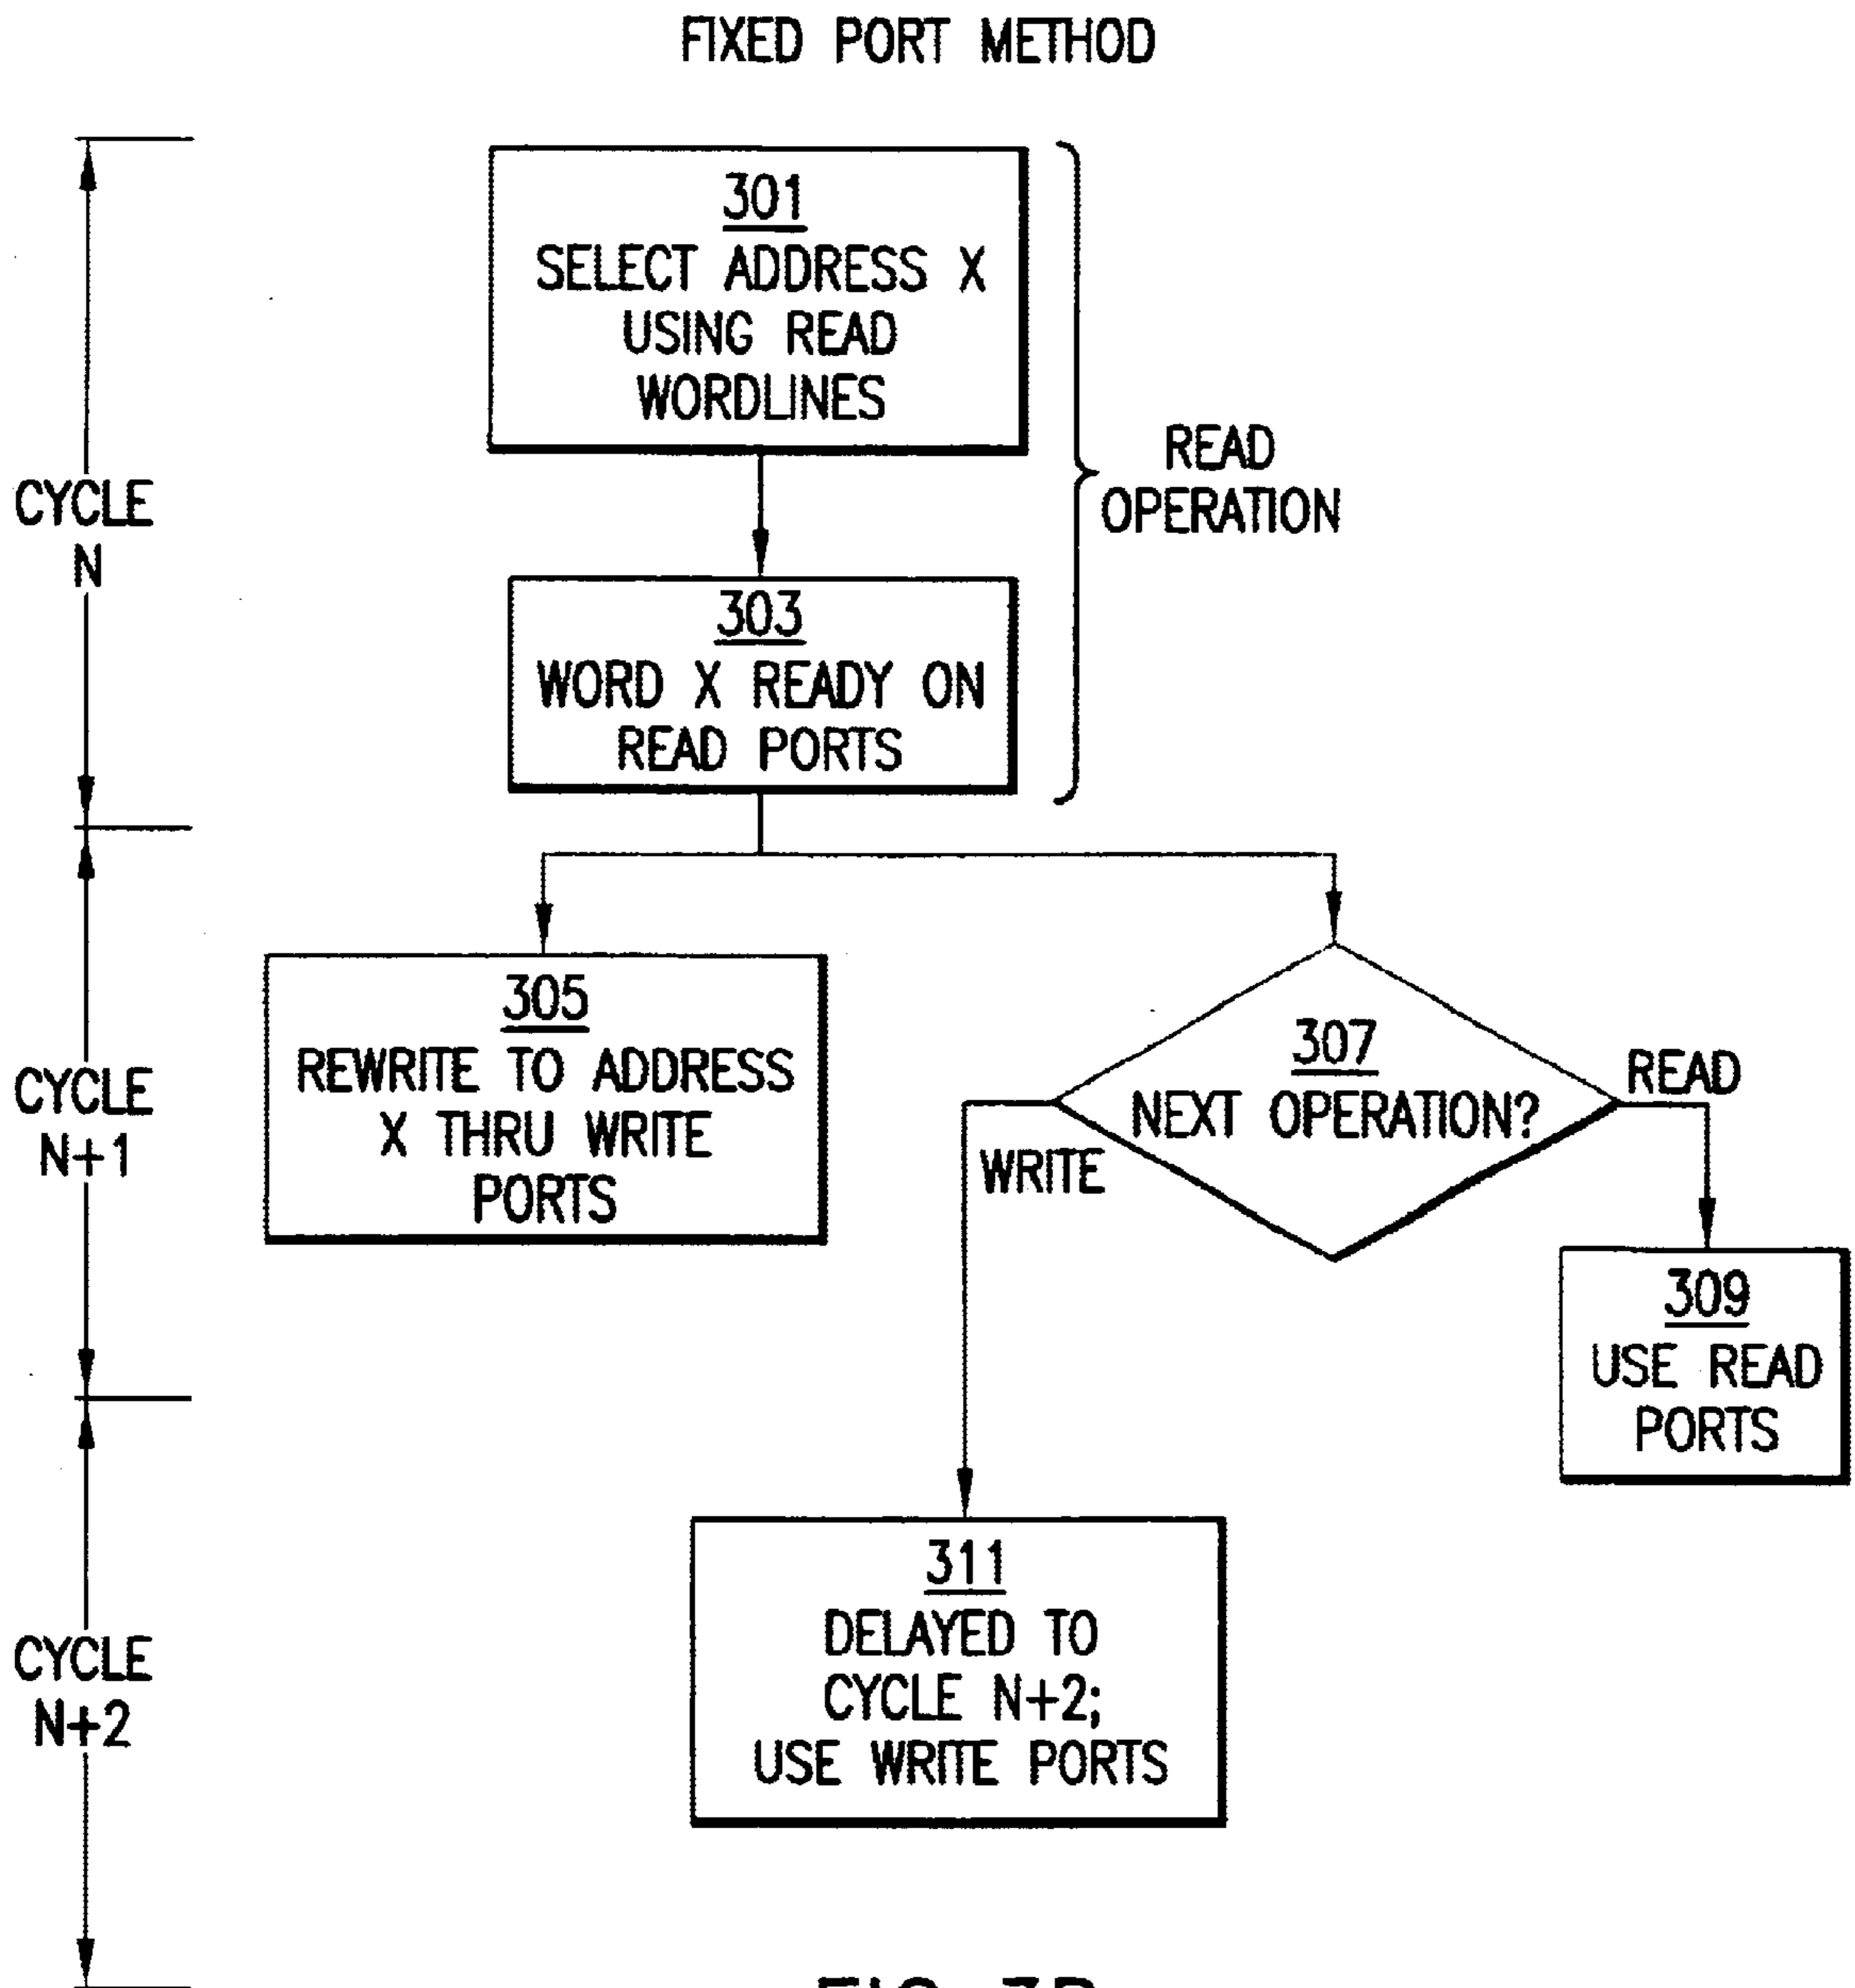 FIXED PORT METHOD
301
SELECT ADDRESS X
USING READ
WORDLINES
READ
OPERATION
CYCLE
N
303
WORD X READY ON
READ PORTS
305
REWRITE TO ADDRESS
X THRU WRITE
PORTS
307
NEXT OPERATION?
READ
WRITE
CYCLE
N+1
309
USE READ
PORTS
311
DELAYED TO
CYCLE N+2;
USE WRITE PORTS
CYCLE
N+2